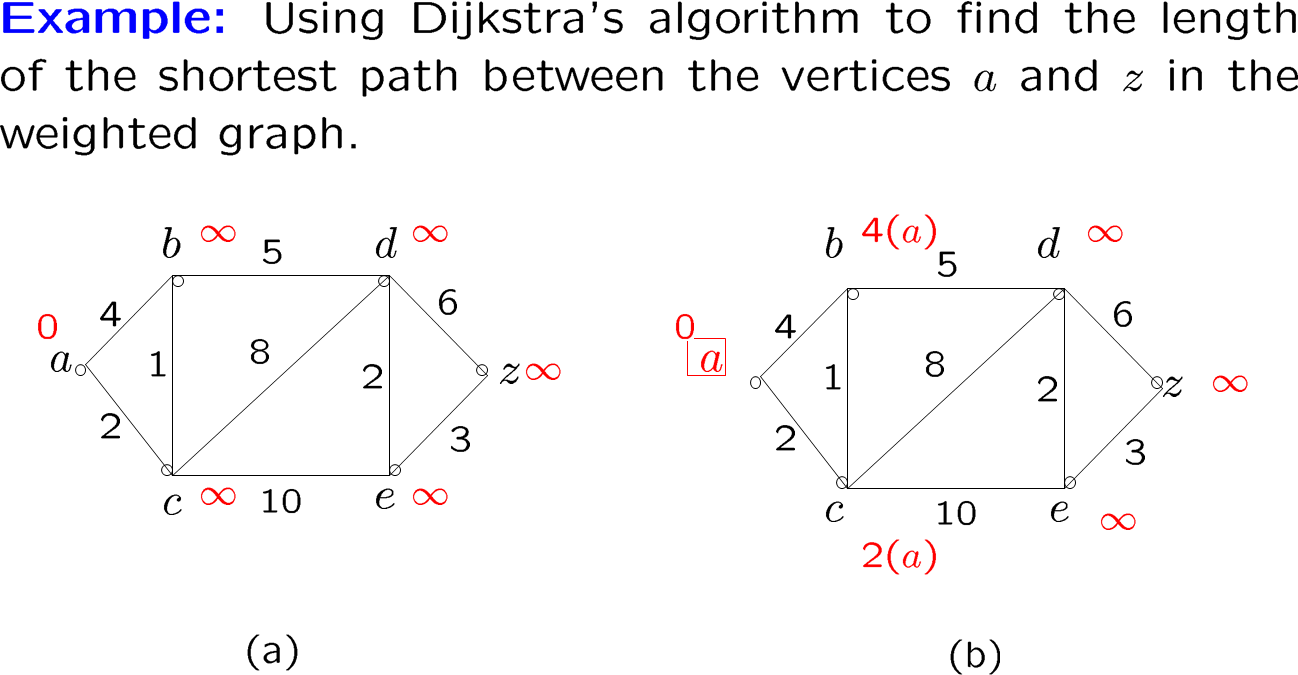 Example: Using Dijkstra's algorithm to find the length
of the shortest path between the vertices a and z in the
weighted graph.
b ∞ 5 d ∞
0 4 6
a 1 8 2 z ∞
2 3
c ∞ 10 e ∞
(a)
b 4(a) 5 d ∞
0 4 6
a 1 8 2 z ∞
2 3
c 10 e ∞
2(a)
(b)